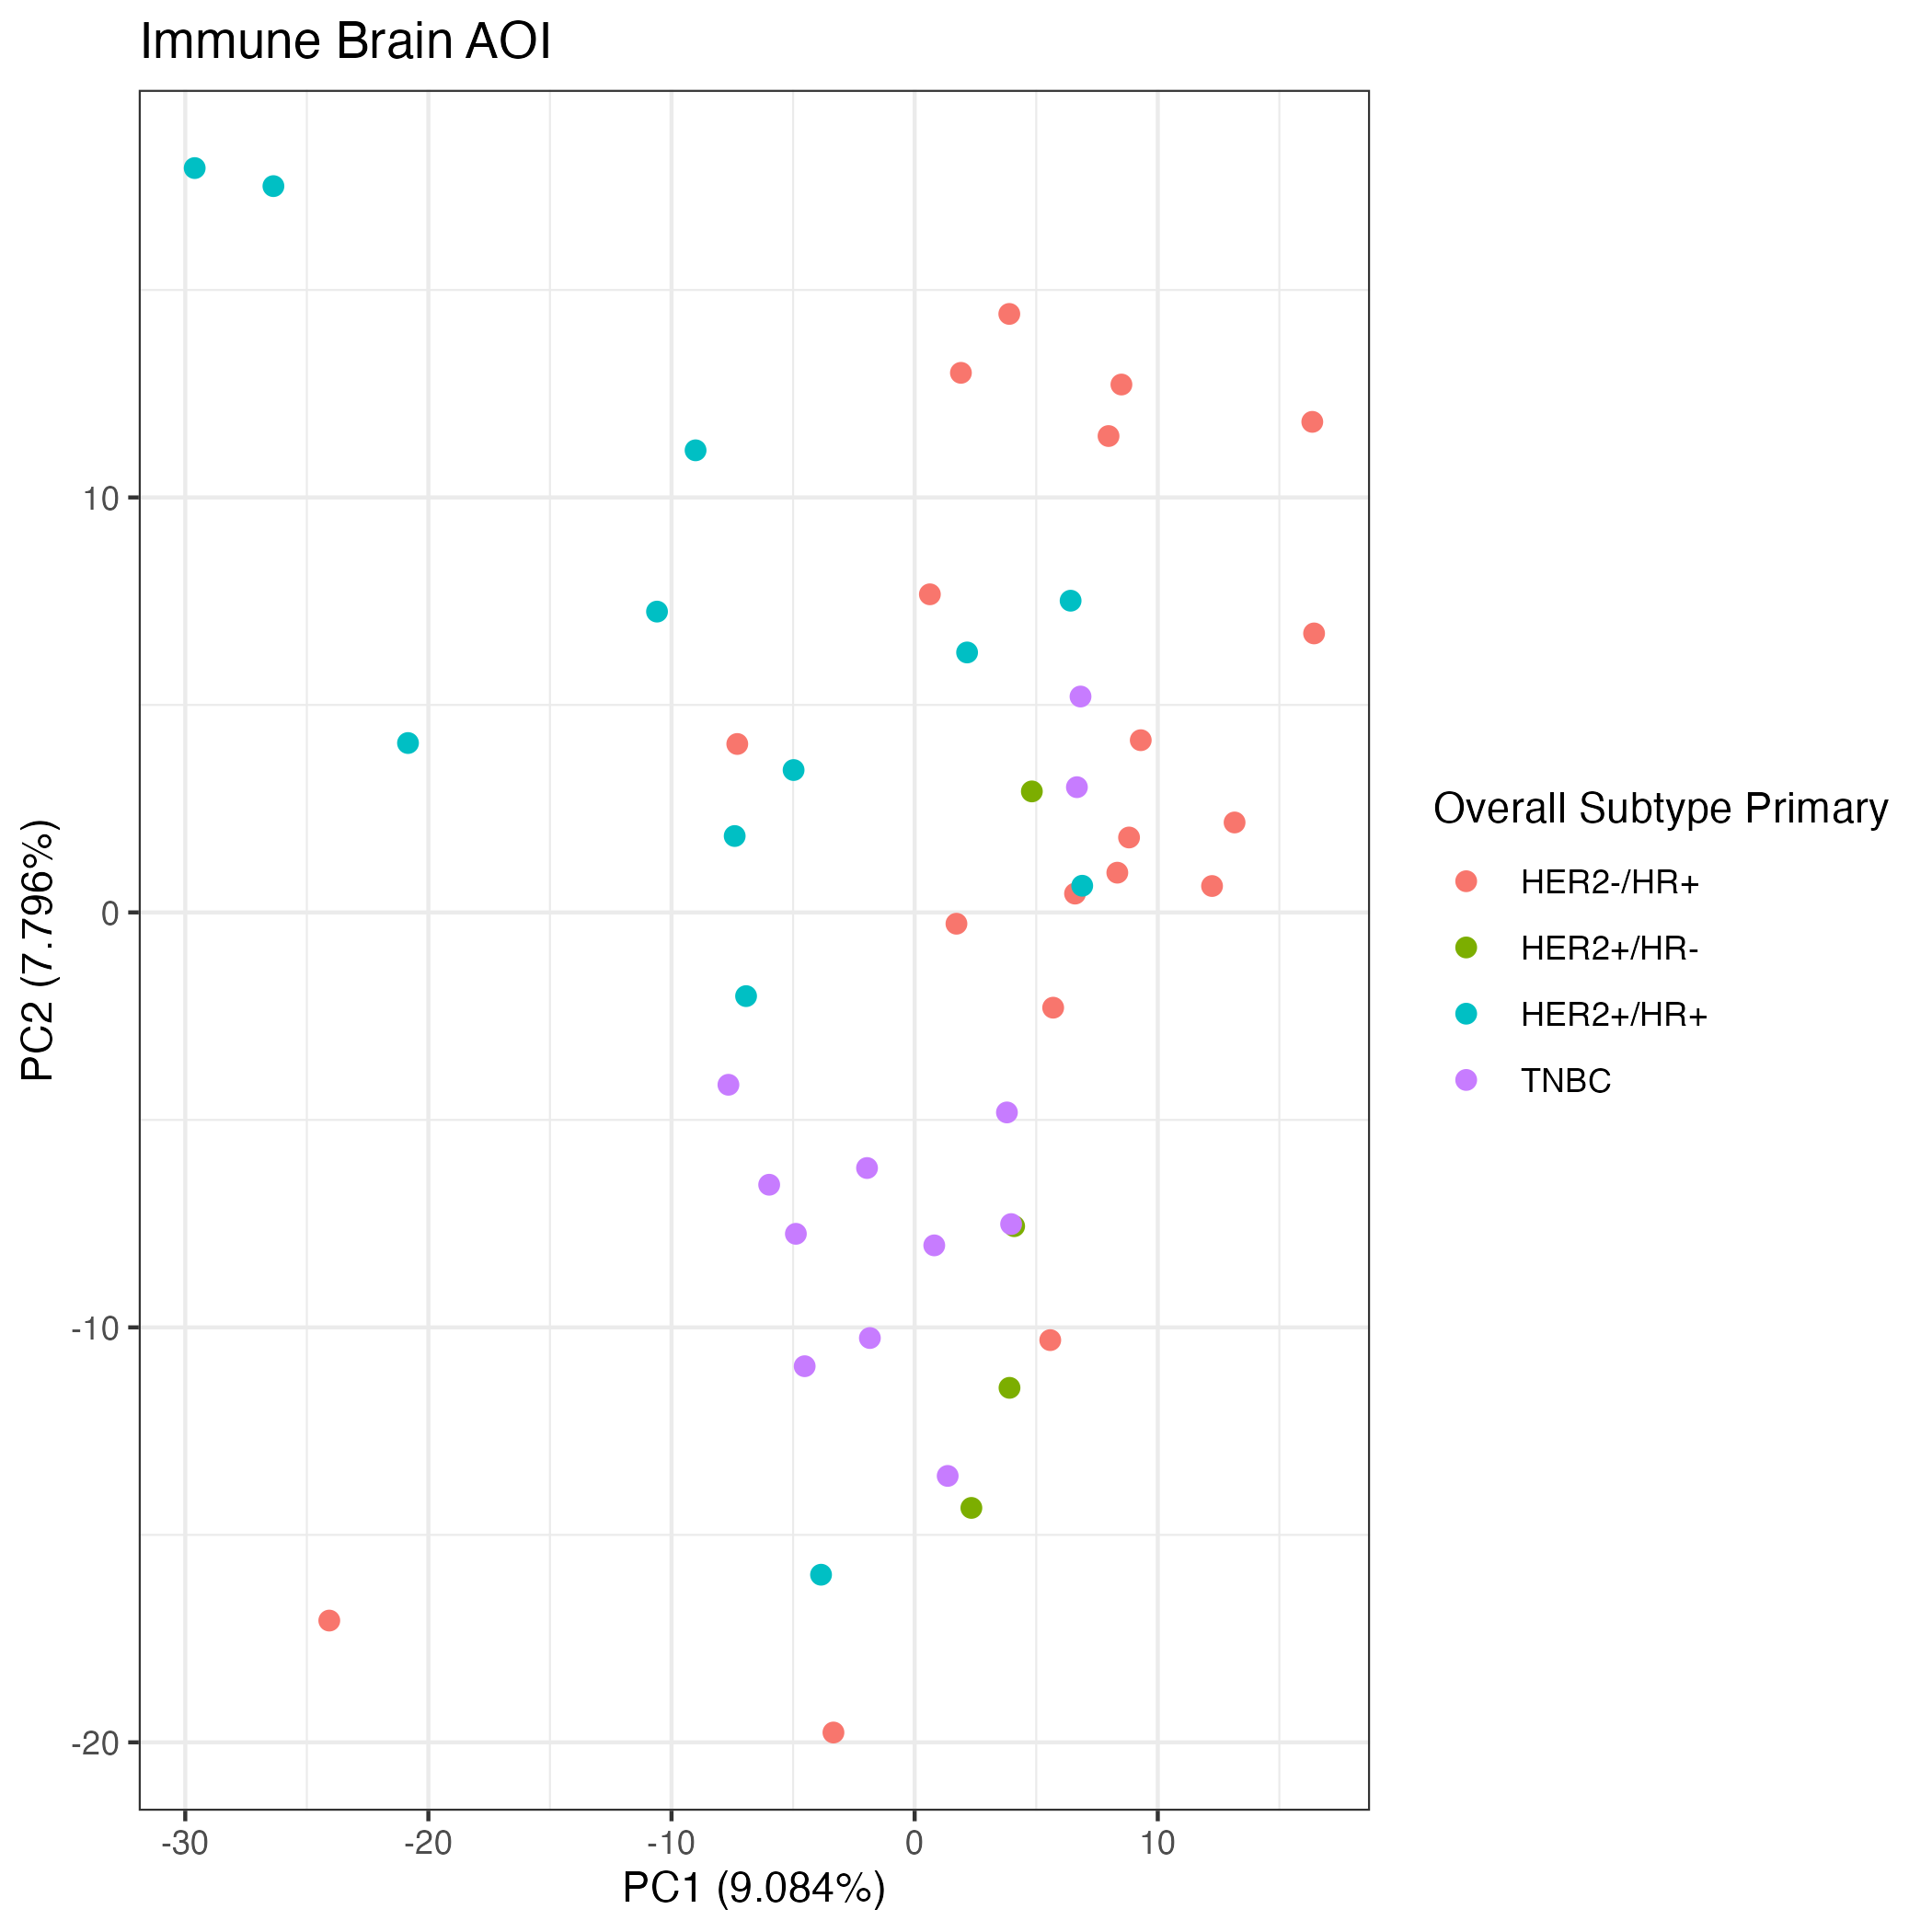 Immune Brain AOI
10
0
-10
-20
PC2 (7.796%)
-30 -20 -10 0 10
PC1 (9.084%)
Overall Subtype Primary
HER2-/HR+
HER2+/HR-
HER2+/HR+
TNBC